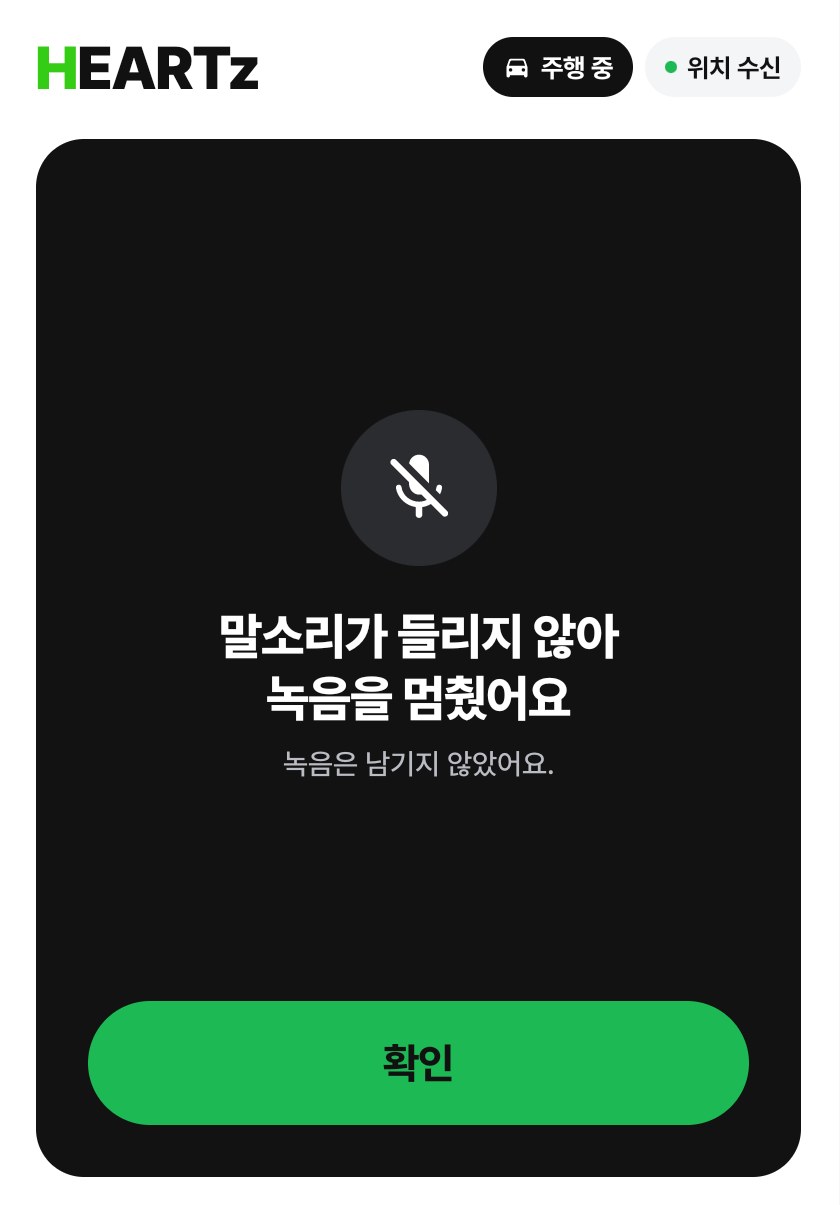 HEARTz
주행 중
위치 수신
말소리가 들리지 않아
녹음을 멈췄어요
녹음은 남기지 않았어요.
확인